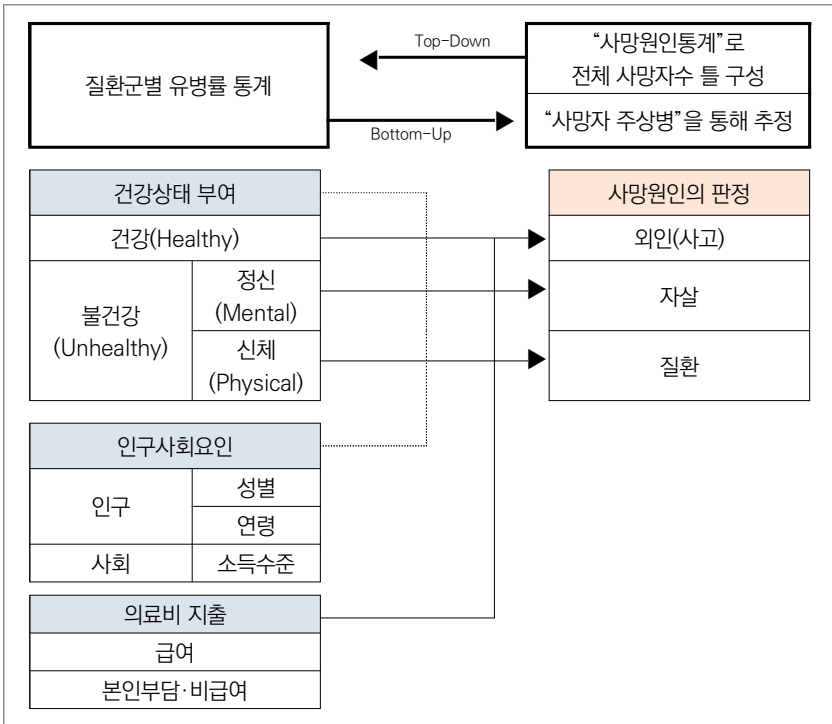 질환군별 유병률 통계
Top-Down
Bottom-Up
“사망원인통계”로
전체 사망자수 틀 구성
“사망자 주상병”을 통해 추정
건강상태 부여
건강(Healthy)
불건강
(Unhealthy)
정신
(Mental)
신체
(Physical)
사망원인의 판정
외인(사고)
자살
질환
인구사회요인
인구
성별
연령
사회
소득수준
의료비 지출
급여
본인부담·비급여